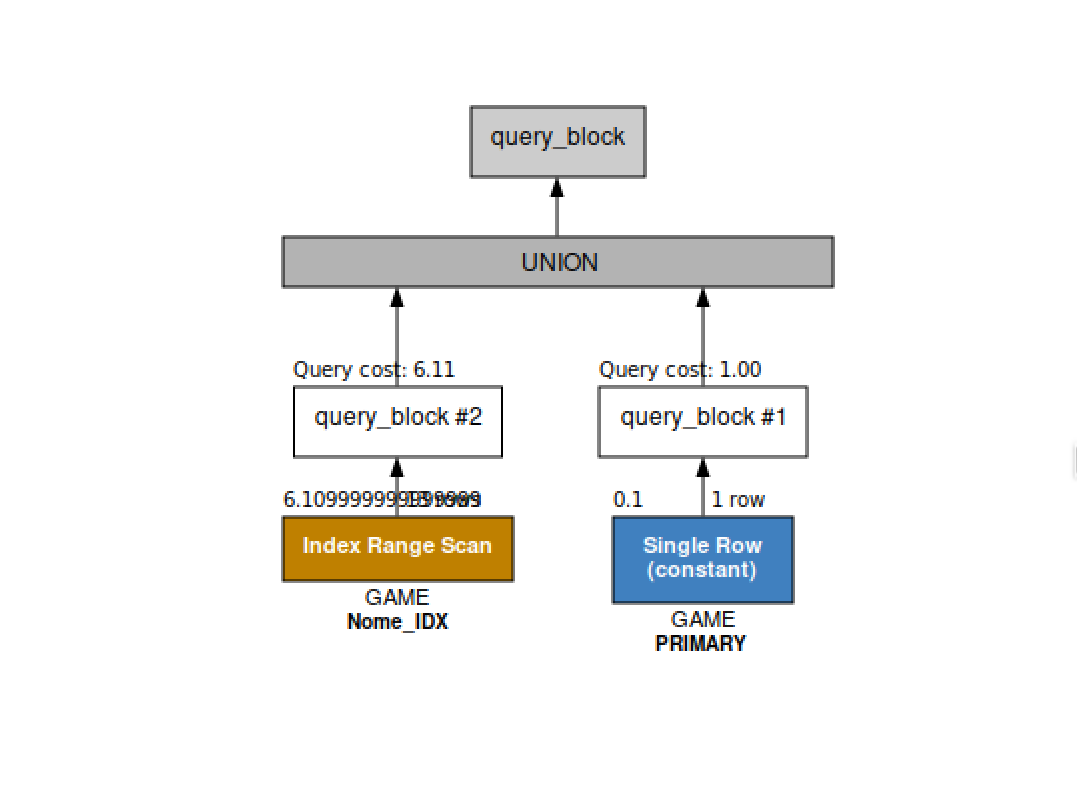 query_block
UNION
Query cost: 6.11
Query cost: 1.00
query_block #2
query_block #1
0.1
1 row
Index Range Scan
Single Row
(constant)
GAME
Nome_IDX
GAME
PRIMARY